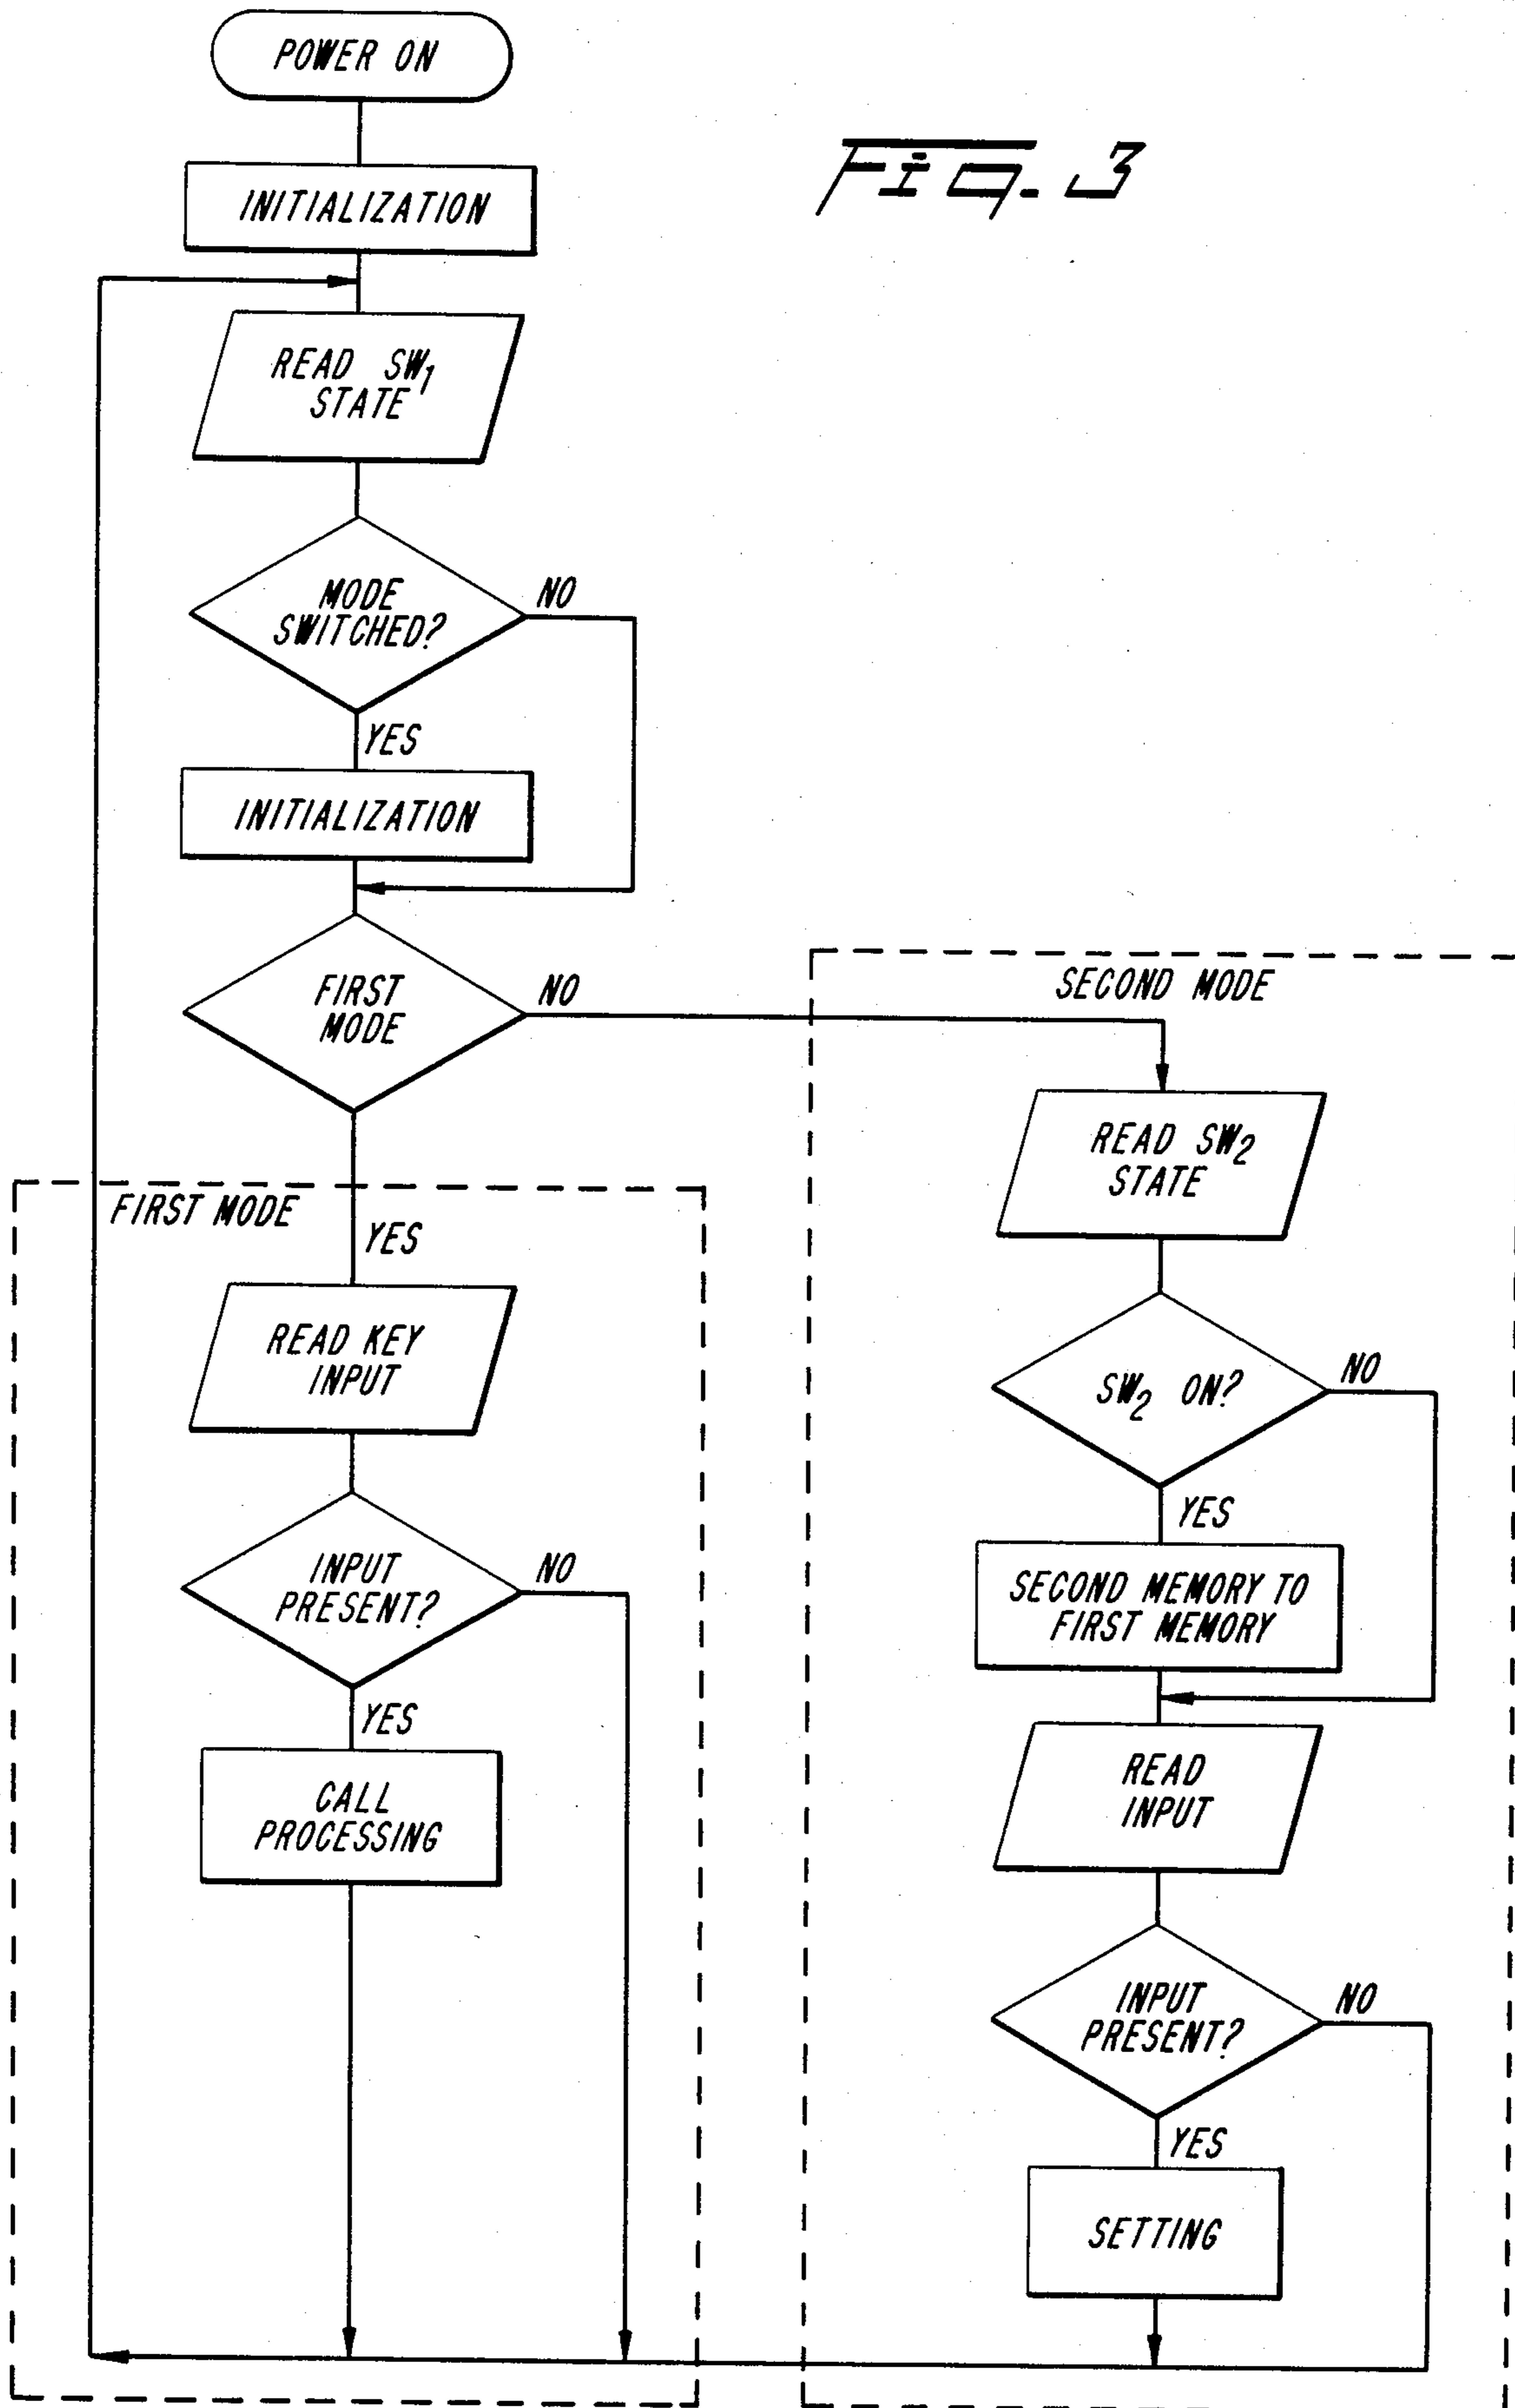 POWER ON
Fig. 3
INITIALIZATION
READ SW1
STATE
MODE
SWITCHED?
NO
YES
INITIALIZATION
FIRST
MODE
NO
SECOND MODE
READ SW2
STATE
FIRST MODE
YES
READ KEY
INPUT
SW2 ON?
NO
YES
INPUT
PRESENT?
NO
SECOND MEMORY TO
FIRST MEMORY
YES
CALL
PROCESSING
READ
INPUT
INPUT
PRESENT?
NO
YES
SETTING